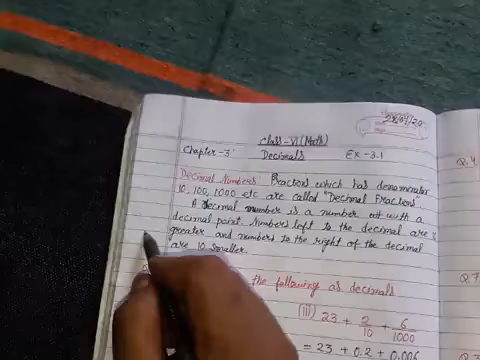 Class-VI (Math)
Chapter-3 Decimals Ex-3.1
Decimal Numbers Fractions which has denominator
10, 100, 1000 etc are called "Decimal Fractions"
A decimal number is a number with a
decimal point. Numbers left to the decimal are
greater and numbers to the right of the decimal
are 10 smaller.
the following as decimals
(iii) 23 + 2/10 + 6/1000
= 23 + 0.2 + 0.006
Q.4
Q.7